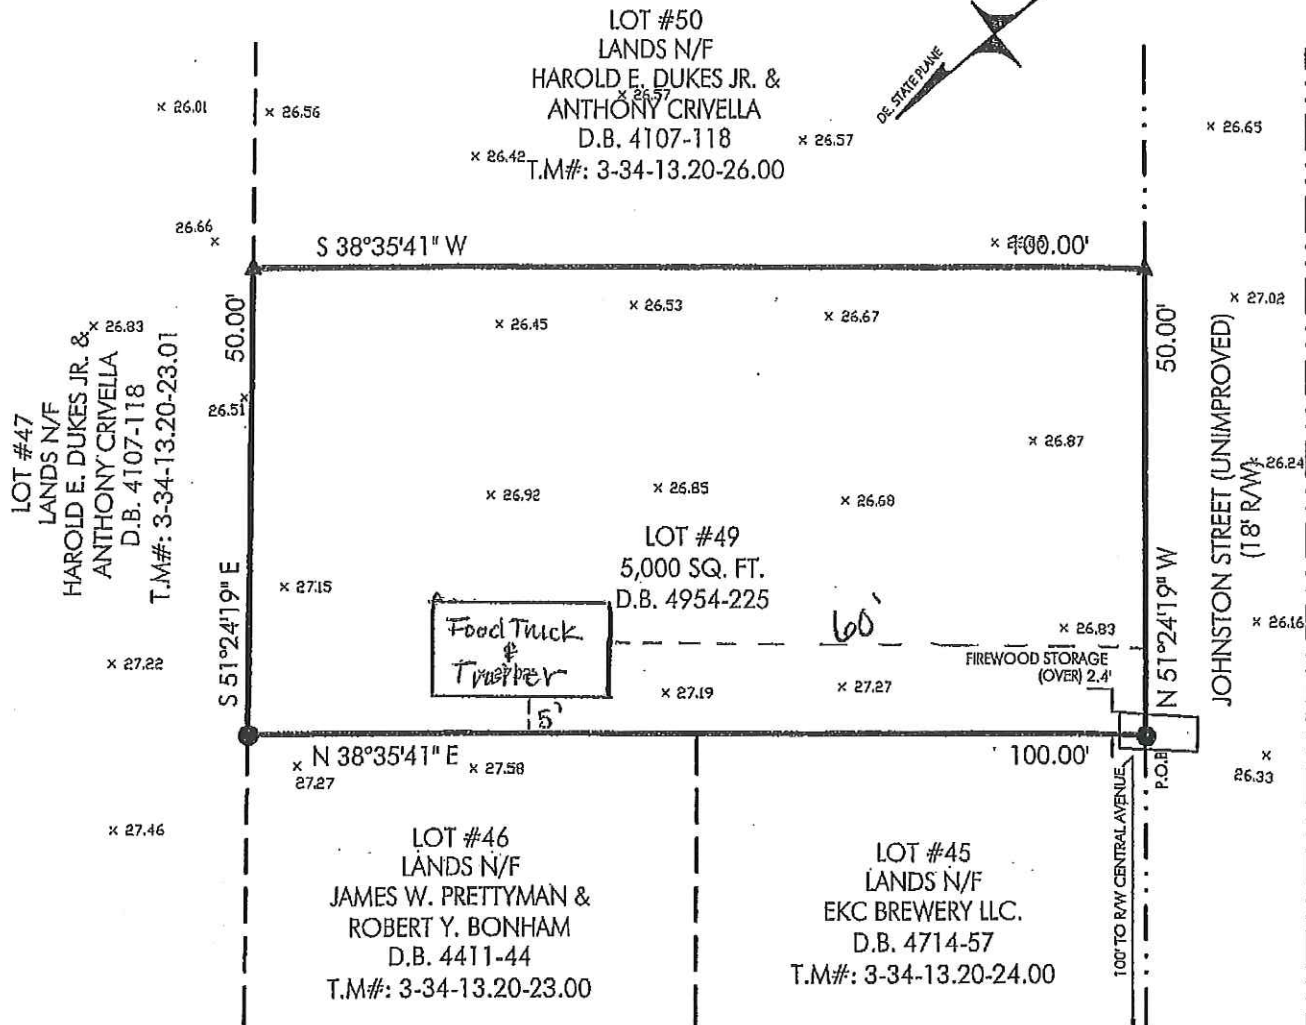 LOT #50
LANDS N/F
HAROLD E. DUKES JR. &
ANTHONY CRIVELLA
D.B. 4107-118
T.M#: 3-34-13.20-26.00
DE. STATE PLANE
x 26.01
x 26.56
x 26.57
x 26.42
x 26.57
x 26.65
26.66
x
S 38°35'41" W
x
100.00'
x 27.02
LOT #47
LANDS N/F
HAROLD E. DUKES JR. &
ANTHONY CRIVELLA
D.B. 4107-118
T.M#: 3-34-13.20-23.01
x 26.83
50.00'
26.51
x
S 51°24'19" E
x 26.45
x 26.53
x 26.67
x 26.87
x 26.92
x 26.85
x 26.68
50.00'
N 51°24'19" W
JOHNSTON STREET (UNIMPROVED)
(18' R/W)
x 26.24
LOT #49
5,000 SQ. FT.
D.B. 4954-225
x 27.15
x 27.22
Food Truck
&
60'
x 26.83
x 26.16
FIREWOOD STORAGE
(OVER) 2.4'
x 27.19
x 27.27
5'
N 38°35'41" E
x
27.27
x 27.58
100.00'
P.O.B
x
26.33
x 27.46
100' TO R/W CENTRAL AVENUE
LOT #46
LANDS N/F
JAMES W. PRETTYMAN &
ROBERT Y. BONHAM
D.B. 4411-44
T.M#: 3-34-13.20-23.00
LOT #45
LANDS N/F
EKC BREWERY LLC.
D.B. 4714-57
T.M#: 3-34-13.20-24.00